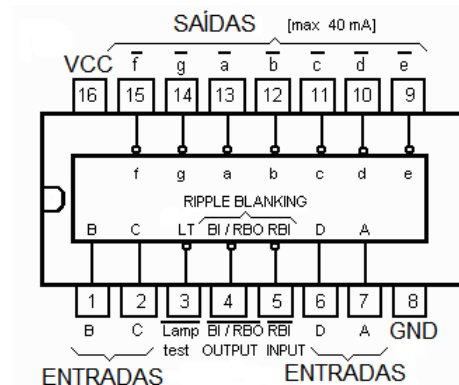 SAÍDAS [max 40 mA]
VCC f g a b c d e
16 15 14 13 12 11 10 9
f g a b c d e
RIPPLE BLANKING
B C LT BI / RBO RBI D A
1 2 3 4 5 6 7 8
B C Lamp BI / RBO RBI D A GND
test OUTPUT INPUT
ENTRADAS ENTRADAS